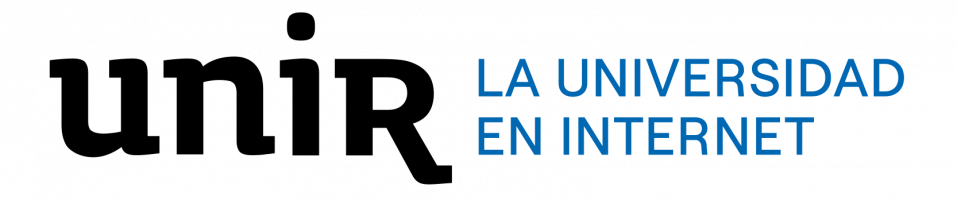 uniR
LA UNIVERSIDAD
EN INTERNET